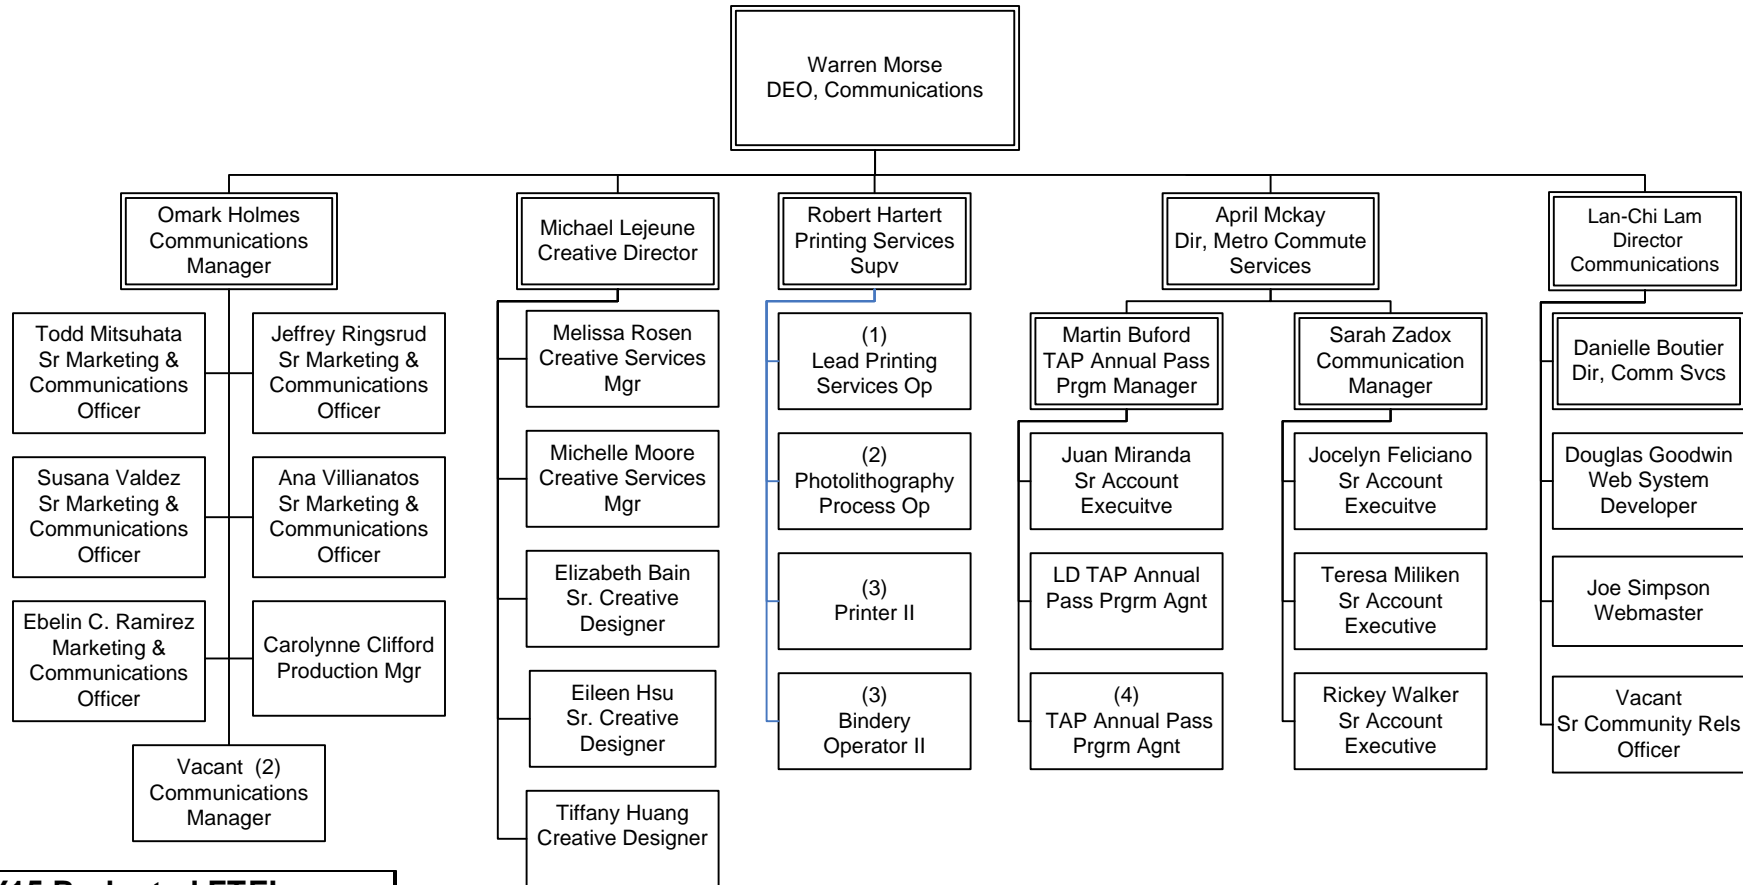 Warren Morse
DEO, Communications
Omark Holmes
Communications
Manager
Michael Lejeune
Creative Director
Robert Hartert
Printing Services
Supv
April Mckay
Dir, Metro Commute
Services
Lan-Chi Lam
Director
Communications
Todd Mitsuhata
Sr Marketing &
Communications
Officer
Jeffrey Ringsrud
Sr Marketing &
Communications
Officer
Susana Valdez
Sr Marketing &
Communications
Officer
Ana Villianatos
Sr Marketing &
Communications
Officer
Ebelin C. Ramirez
Marketing &
Communications
Officer
Carolynne Clifford
Production Mgr
Vacant (2)
Communications
Manager
Melissa Rosen
Creative Services
Mgr
Michelle Moore
Creative Services
Mgr
Elizabeth Bain
Sr. Creative
Designer
Eileen Hsu
Sr. Creative
Designer
Tiffany Huang
Creative Designer
(1)
Lead Printing
Services Op
(2)
Photolithography
Process Op
(3)
Printer II
(3)
Bindery
Operator II
Martin Buford
TAP Annual Pass
Prgm Manager
Juan Miranda
Sr Account
Execuitve
LD TAP Annual
Pass Prgrm Agnt
(4)
TAP Annual Pass
Prgrm Agnt
Sarah Zadox
Communication
Manager
Jocelyn Feliciano
Sr Account
Execuitve
Teresa Miliken
Sr Account
Executive
Rickey Walker
Sr Account
Executive
Danielle Boutier
Dir, Comm Svcs
Douglas Goodwin
Web System
Developer
Joe Simpson
Webmaster
Vacant
Sr Community Rels
Officer